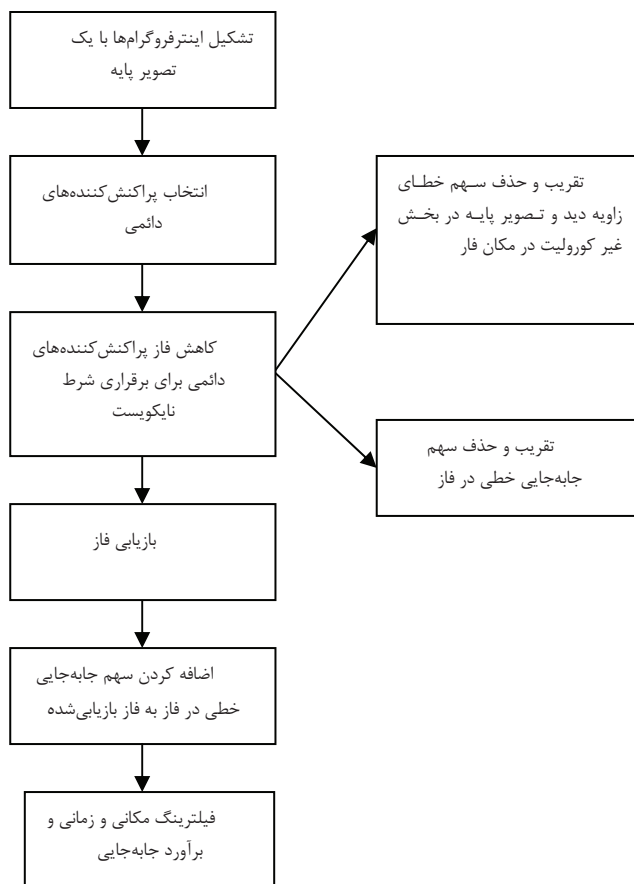 تشکیل اینترفروگرام‌ها با یک
تصویر پایه
انتخاب پراکنش‌کننده‌های
دائمی
تقریب و حذف سهم خطای
زاویه دید و تصویر پایه در بخش
غیر کورولیت در مکان فار
کاهش فاز پراکنش‌کننده‌های
دائمی برای برقراری شرط
نایکویست
تقریب و حذف سهم
جابه‌جایی خطی در فاز
بازیابی فاز
اضافه کردن سهم جابه‌جایی
خطی در فاز به فاز بازیابی‌شده
فیلترینگ مکانی و زمانی و
برآورد جابه‌جایی